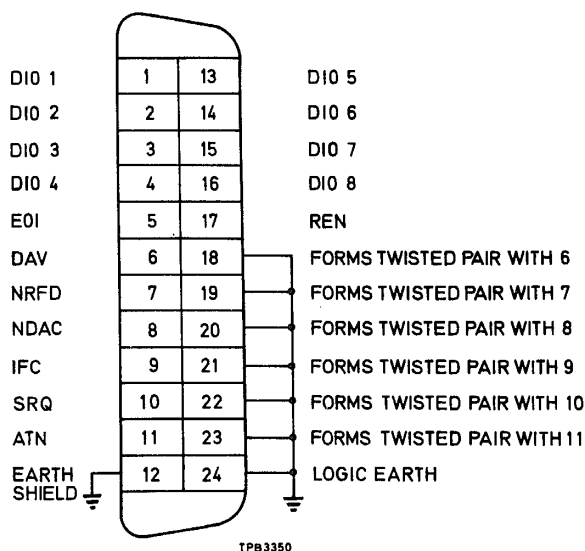 DIO 1 1 13 DIO 5
DIO 2 2 14 DIO 6
DIO 3 3 15 DIO 7
DIO 4 4 16 DIO 8
EOI 5 17 REN
DAV 6 18 FORMS TWISTED PAIR WITH 6
NRFD 7 19 FORMS TWISTED PAIR WITH 7
NDAC 8 20 FORMS TWISTED PAIR WITH 8
IFC 9 21 FORMS TWISTED PAIR WITH 9
SRQ 10 22 FORMS TWISTED PAIR WITH 10
ATN 11 23 FORMS TWISTED PAIR WITH 11
EARTH 12 24 LOGIC EARTH
SHIELD
TPB3350